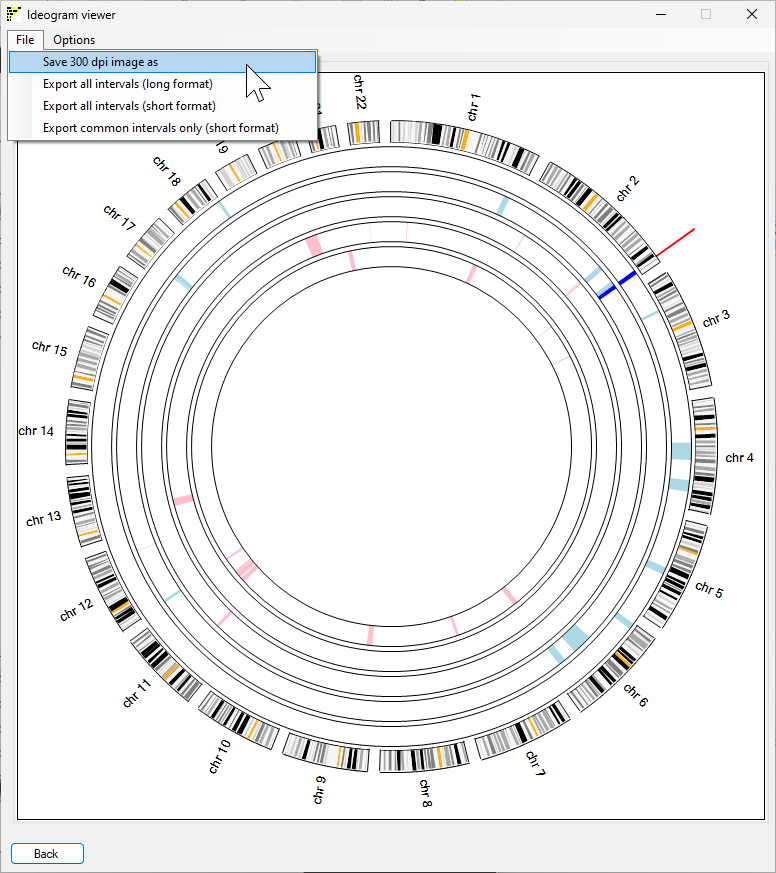 Ideogram viewer
File Options
Save 300 dpi image as
Export all intervals (long format)
Export all intervals (short format)
Export common intervals only (short format)
chr 1
chr 2
chr 3
chr 4
chr 5
chr 6
chr 7
chr 8
chr 9
chr 10
chr 11
chr 12
chr 13
chr 14
chr 15
chr 16
chr 17
chr 18
19
21
chr 22
Back